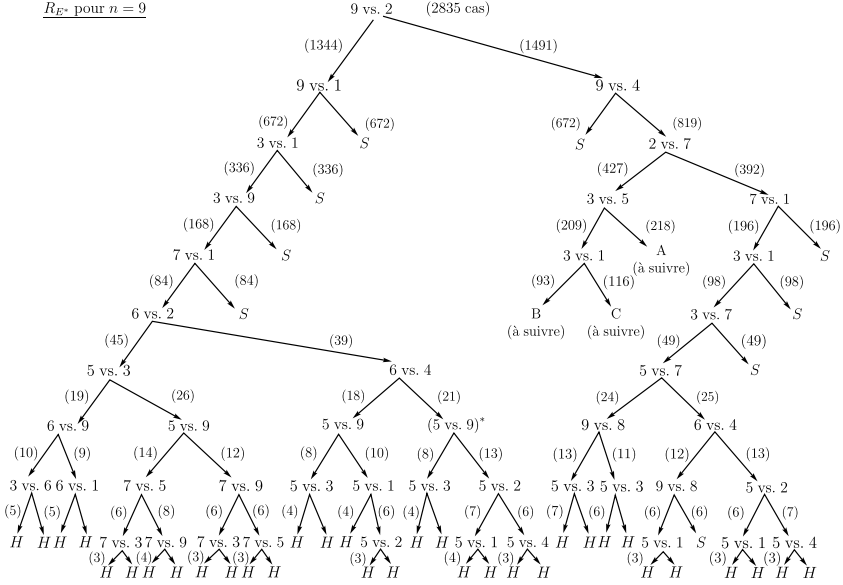 R_{E*} pour n = 9
9 vs. 2 (2835 cas)
(1344) (1491)
9 vs. 1 9 vs. 4
(672) (672) (672) (819)
3 vs. 1 S S 2 vs. 7
(336) (336) (427) (392)
3 vs. 9 S 3 vs. 5 7 vs. 1
(168) (168) (209) (218) (196) (196)
7 vs. 1 S 3 vs. 1 A 3 vs. 1 S
(à suivre)
(84) (84) (93) (116) (98) (98)
6 vs. 2 S B C 3 vs. 7 S
(à suivre) (à suivre)
(45) (39) (49) (49)
5 vs. 3 6 vs. 4 5 vs. 7 S
(19) (26) (18) (21) (24) (25)
6 vs. 9 5 vs. 9 5 vs. 9 (5 vs. 9)* 9 vs. 8 6 vs. 4
(10) (9) (14) (12) (8) (10) (8) (13) (13) (11) (12) (13)
3 vs. 6 6 vs. 1 7 vs. 5 7 vs. 9 5 vs. 3 5 vs. 1 5 vs. 3 5 vs. 2 5 vs. 3 5 vs. 3 9 vs. 8 5 vs. 2
(5) (5) (6) (8) (6) (6) (4) (4) (6) (4) (7) (6) (7) (6) (6) (6) (6) (7)
H H H H 7 vs. 3 7 vs. 9 7 vs. 3 7 vs. 5 H H H 5 vs. 2 H H 5 vs. 1 5 vs. 4 H H H H 5 vs. 1 S 5 vs. 1 5 vs. 4
(3) (4) (3) (3) (3) (4) (3) (3) (3) (3)
H H H H H H H H H H H H H H H H H H H H